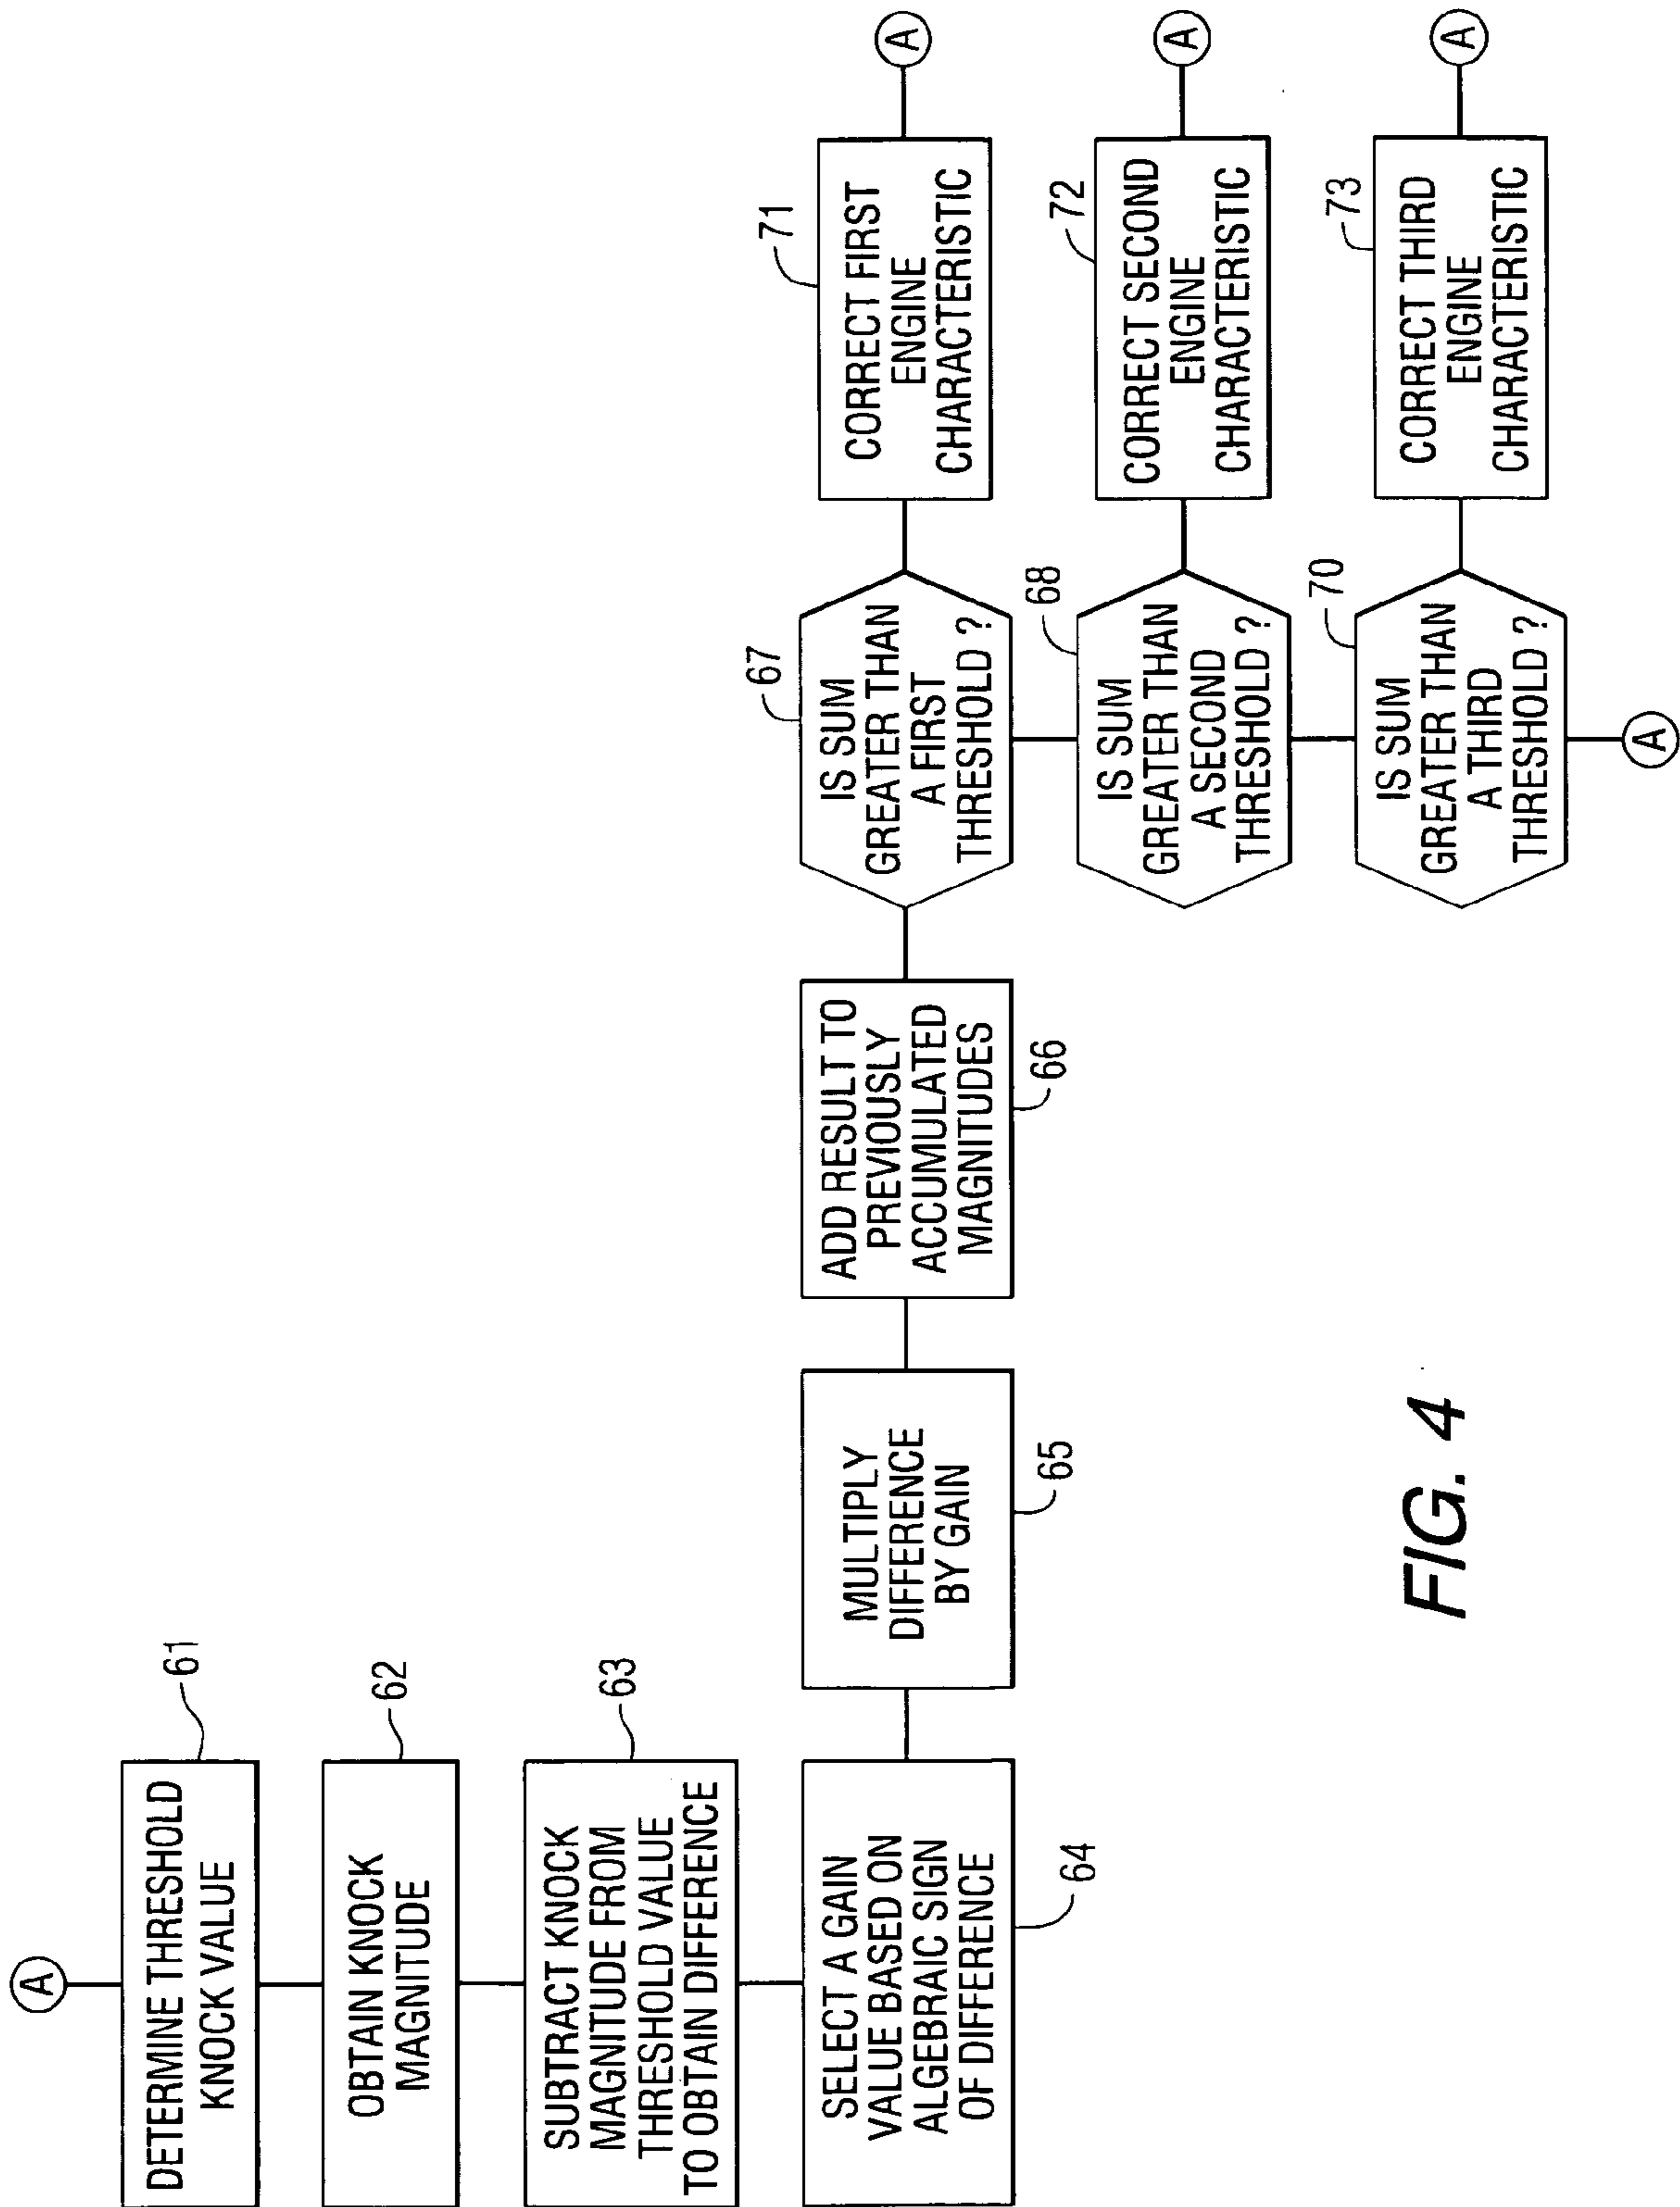 A
DETERMINE THRESHOLD
KNOCK VALUE
61
OBTAIN KNOCK
MAGNITUDE
62
SUBTRACT KNOCK
MAGNITUDE FROM
THRESHOLD VALUE
TO OBTAIN DIFFERENCE
63
SELECT A GAIN
VALUE BASED ON
ALGEBRAIC SIGN
OF DIFFERENCE
64
MULTIPLY
DIFFERENCE
BY GAIN
65
ADD RESULT TO
PREVIOUSLY
ACCUMULATED
MAGNITUDES
66
IS SUM
GREATER THAN
A FIRST
THRESHOLD ?
67
CORRECT FIRST
ENGINE
CHARACTERISTIC
71
A
IS SUM
GREATER THAN
A SECOND
THRESHOLD ?
68
CORRECT SECOND
ENGINE
CHARACTERISTIC
72
A
IS SUM
GREATER THAN
A THIRD
THRESHOLD ?
70
CORRECT THIRD
ENGINE
CHARACTERISTIC
73
A
A
FIG. 4